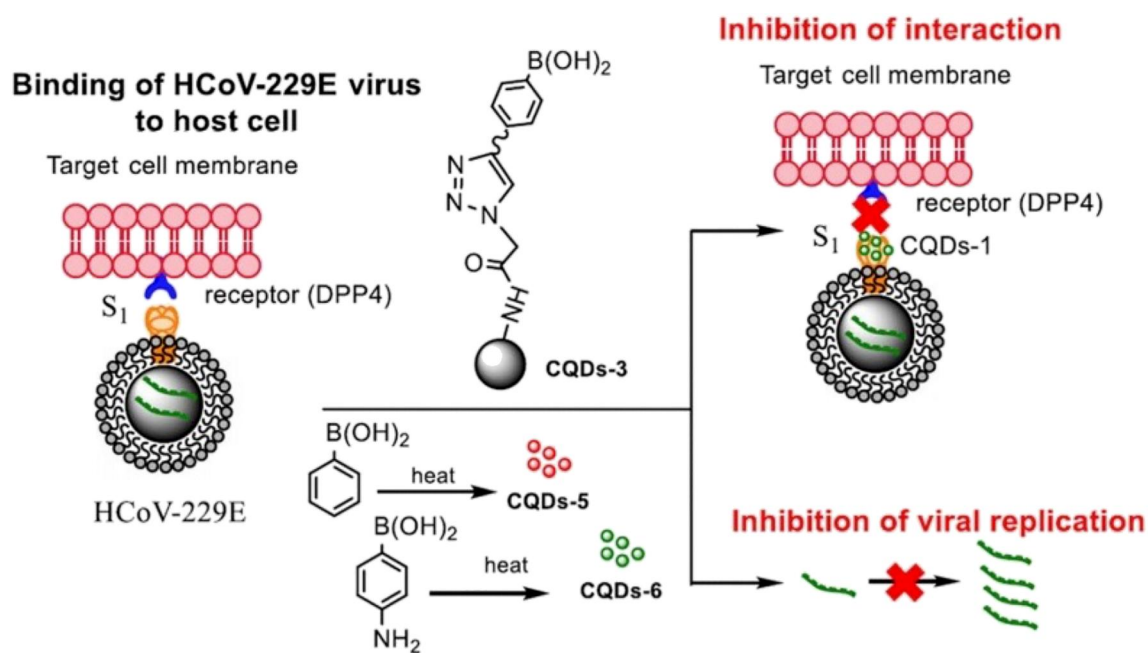 Binding of HCoV-229E virus
to host cell
Target cell membrane
receptor (DPP4)
S1
HCoV-229E
B(OH)2
N
N
N
O
NH
CQDs-3
B(OH)2
heat
CQDs-5
B(OH)2
NH2
heat
CQDs-6
Inhibition of interaction
Target cell membrane
receptor (DPP4)
S1
CQDs-1
Inhibition of viral replication